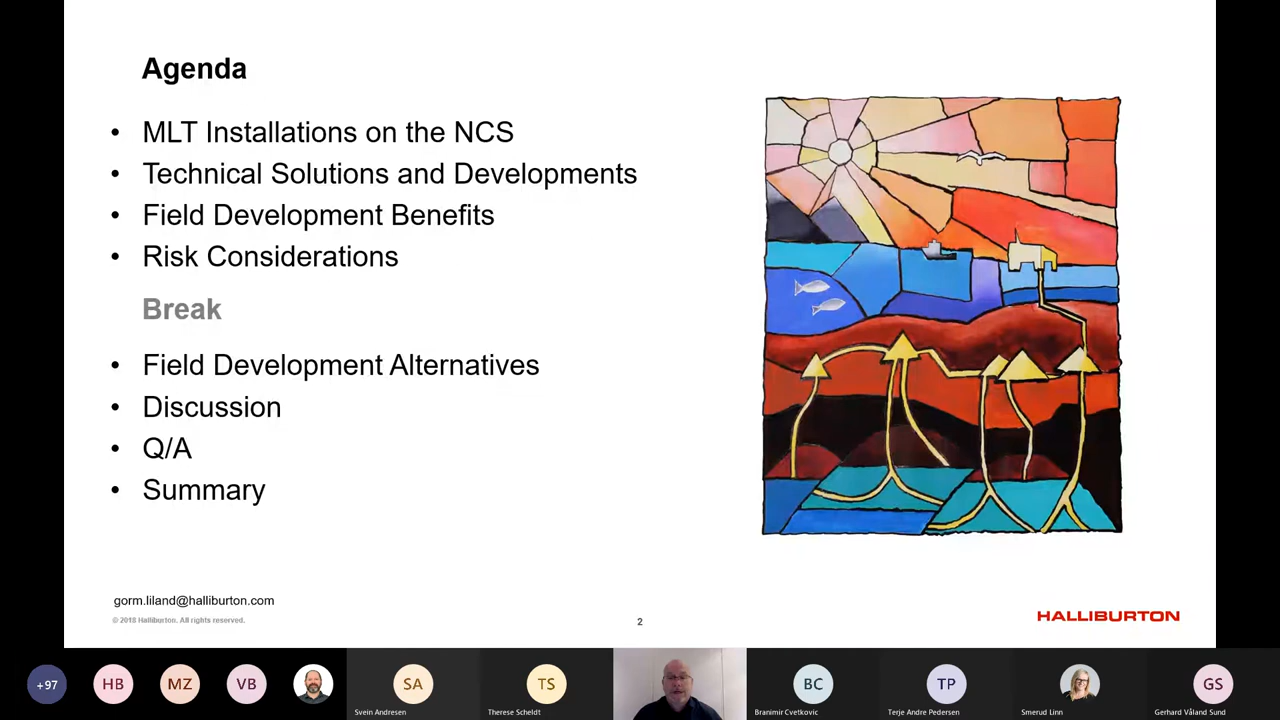 Agenda
• MLT Installations on the NCS
• Technical Solutions and Developments
• Field Development Benefits
• Risk Considerations
Break
• Field Development Alternatives
• Discussion
• Q/A
• Summary
gorm.liland@halliburton.com
© 2018 Halliburton. All rights reserved.
2
HALLIBURTON
+97
HB
MZ
VB
SA
Svein Andresen
TS
Therese Scheldt
BC
Branimir Cvetkovic
TP
Terje Andre Pedersen
Smerud Linn
GS
Gerhard Våland Sund